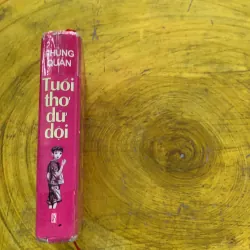 PHÙNG
QUÁN
Tuổi thơ
dữ dội